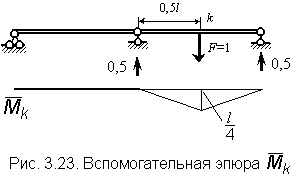 0,5l
k
F=1
0,5
0,5
M̅K
l/4
Рис. 3.23. Вспомогательная эпюра M̅K